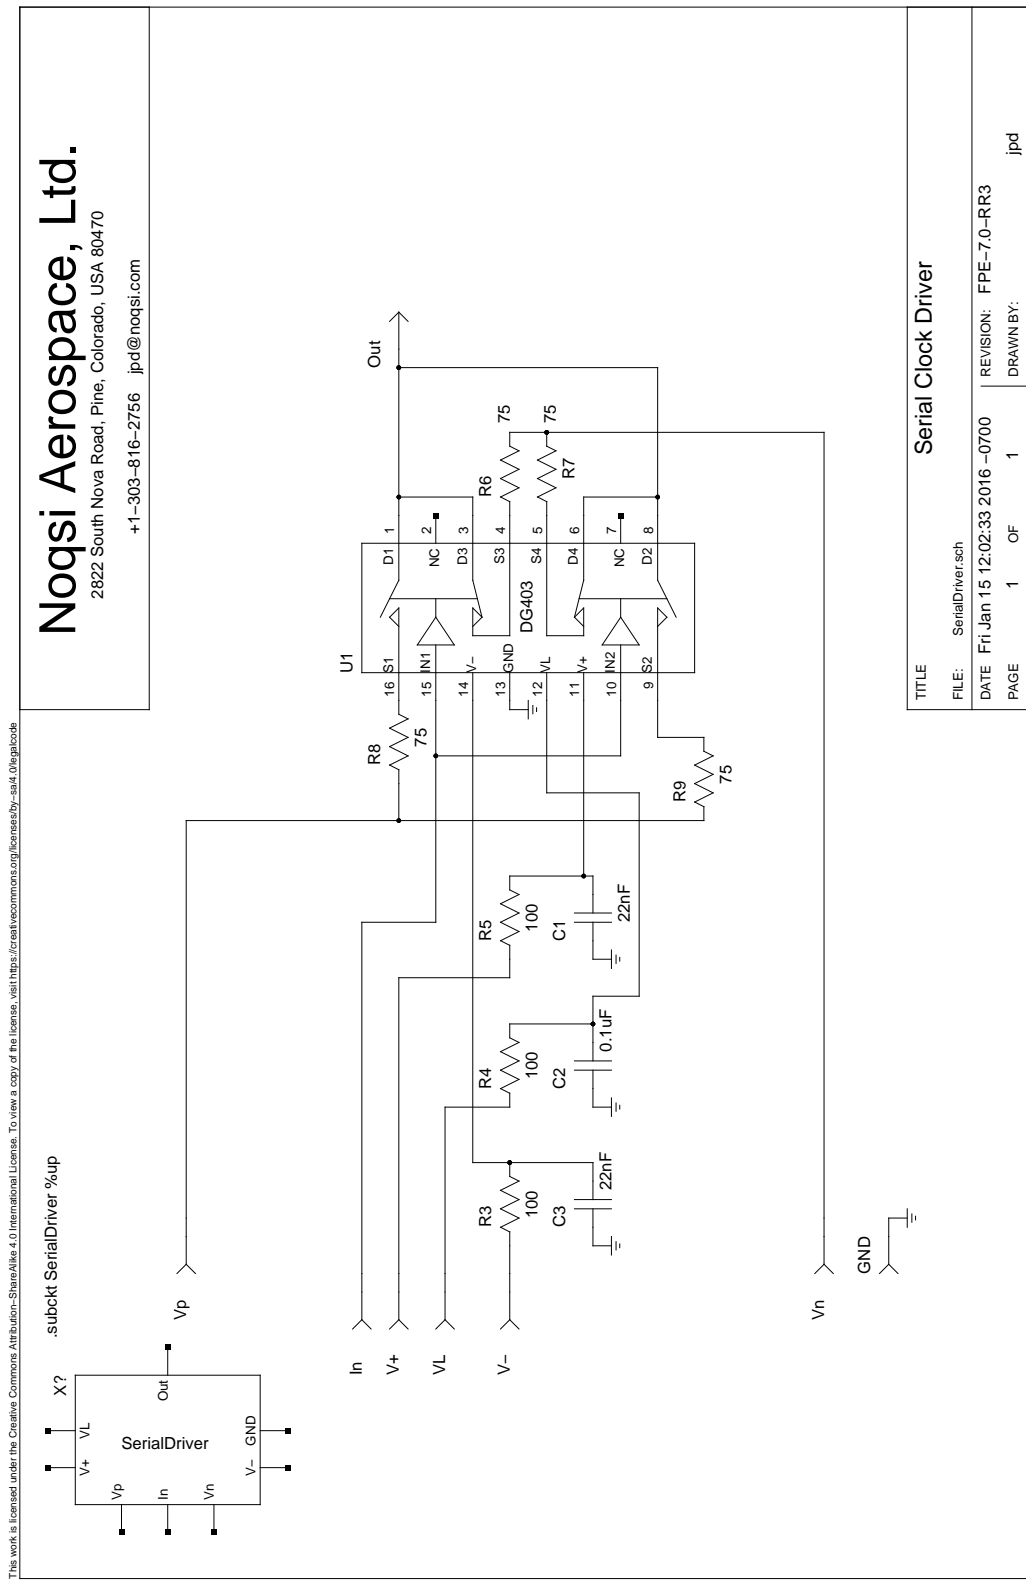 This work is licensed under the Creative Commons Attribution−ShareAlike 4.0 International License. To view a copy of the license, visit https://creativecommons.org/licenses/by−sa/4.0/legalcode
Noqsi Aerospace, Ltd.
2822 South Nova Road, Pine, Colorado, USA 80470
+1−303−816−2756 jpd@noqsi.com
.subckt SerialDriver %up
X?
V+
VL
Vp
In
Vn
SerialDriver
Out
V−
GND
Vp
In
V+
VL
V−
Vn
GND
R3
100
C3
22nF
R4
100
C2
0.1uF
R5
100
C1
22nF
R8
75
R9
75
U1
DG403
16
S1
15
IN1
14
V−
13
GND
12
VL
11
V+
10
IN2
9
S2
D1
1
NC
2
D3
3
S3
4
S4
5
D4
6
NC
7
D2
8
R6
75
R7
75
Out
TITLE
Serial Clock Driver
FILE: SerialDriver.sch
REVISION: FPE−7.0−RR3
DATE Fri Jan 15 12:02:33 2016 −0700
PAGE 1 OF 1
DRAWN BY: jpd